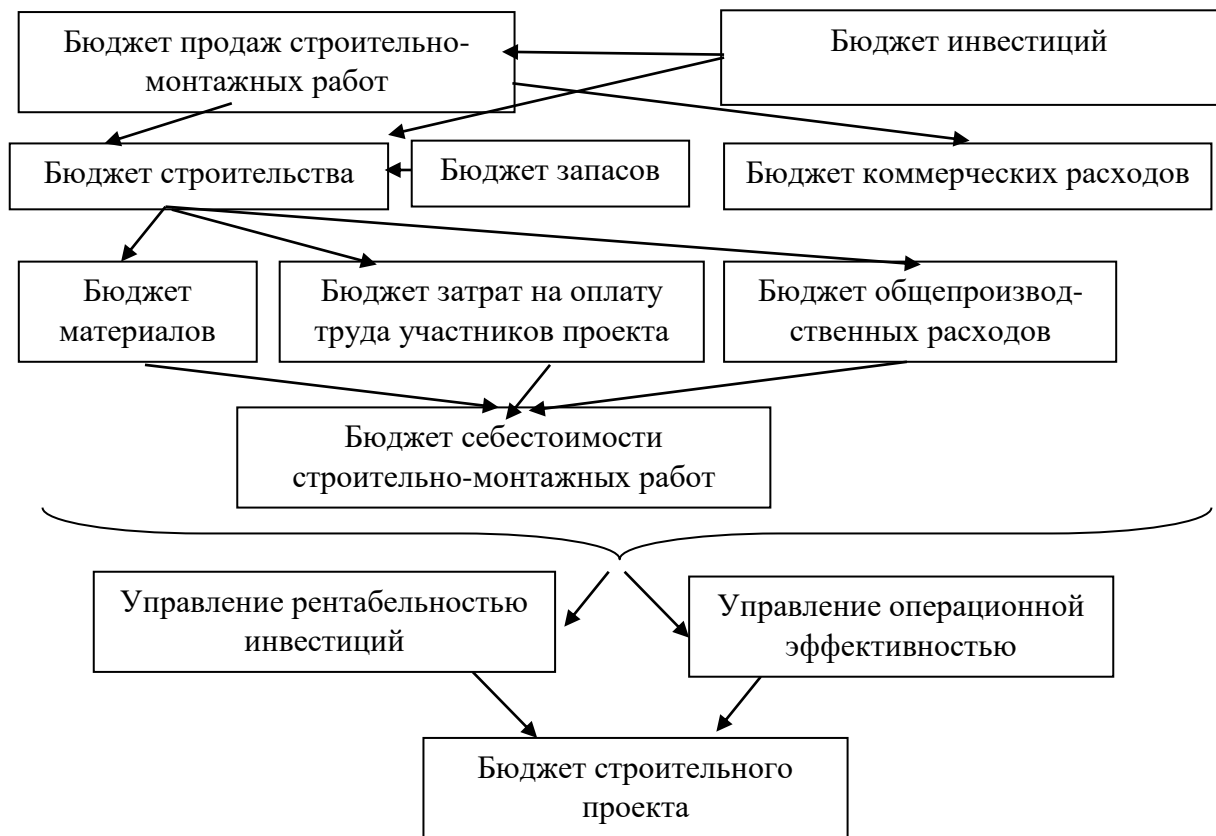 Бюджет продаж строительно-
монтажных работ
Бюджет инвестиций
Бюджет строительства
Бюджет запасов
Бюджет коммерческих расходов
Бюджет
материалов
Бюджет затрат на оплату
труда участников проекта
Бюджет общепроизвод-
ственных расходов
Бюджет себестоимости
строительно-монтажных работ
Управление рентабельностью
инвестиций
Управление операционной
эффективностью
Бюджет строительного
проекта